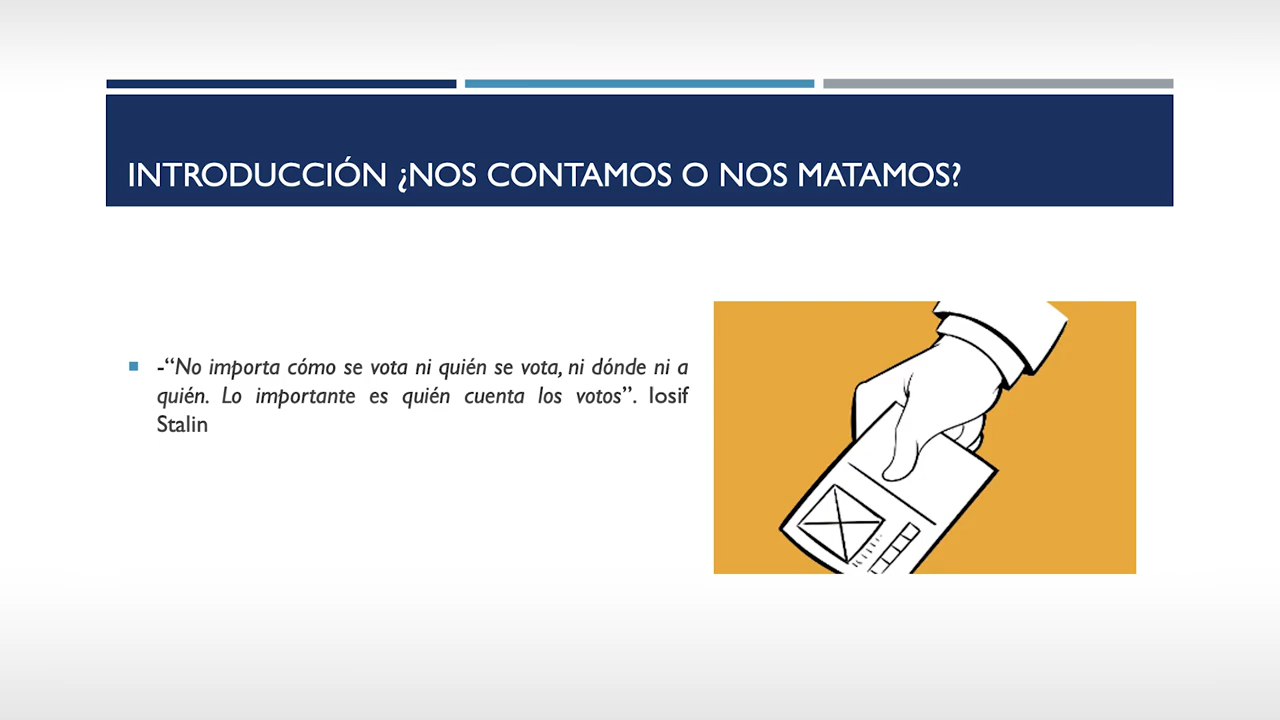 INTRODUCCIÓN ¿NOS CONTAMOS O NOS MATAMOS?
-“No importa cómo se vota ni quién se vota, ni dónde ni a
quién. Lo importante es quién cuenta los votos”. Iosif
Stalin